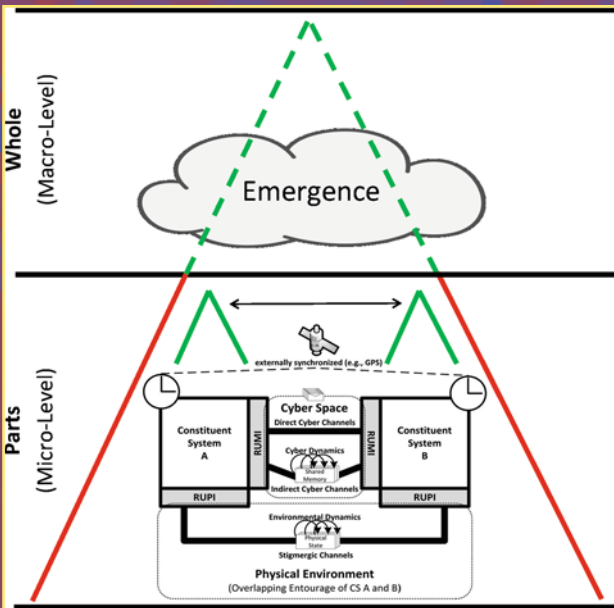 Whole
(Macro-Level)
Emergence
Parts
(Micro-Level)
externally synchronized (e.g., GPS)
Constituent
System
A
RUMI
RUPI
Cyber Space
Direct Cyber Channels
Cyber Dynamics
Shared
Memory
Indirect Cyber Channels
RUMI
Constituent
System
B
RUPI
Environmental Dynamics
Physical
State
Stigmergic Channels
Physical Environment
(Overlapping Entourage of CS A and B)